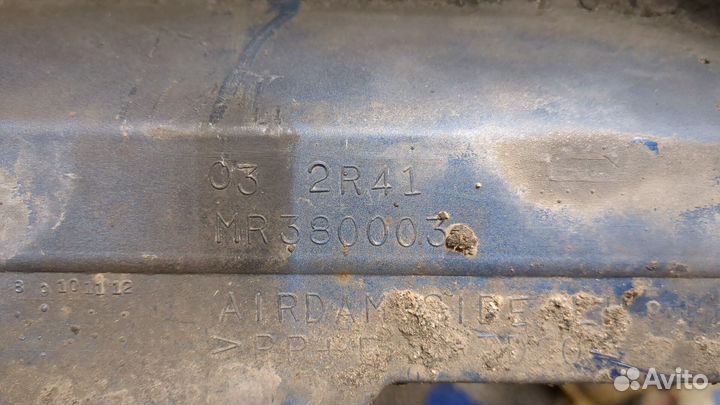 03 2R41
MR380003
8 9 10 11 12
AIRDAM SIDE
Avito